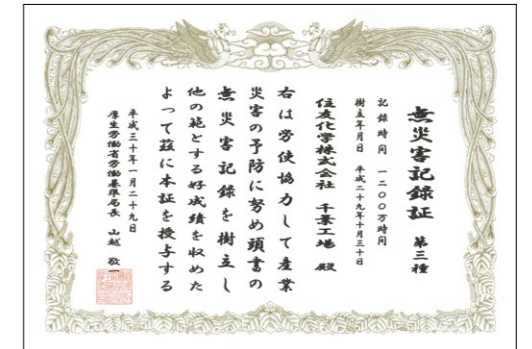 無災害記録証 第三種
記録時間 一二〇〇万時間
樹立年月日 平成二十九年十月三十日
住友化学株式会社 千葉工場 殿
右は労使協力して産業
災害の予防に努め頭書の
無災害記録を樹立し
他の範とする好成績を収めた
よって茲に本証を授与する
平成三十年一月二十九日
厚生労働省労働基準局長 山越 敬一